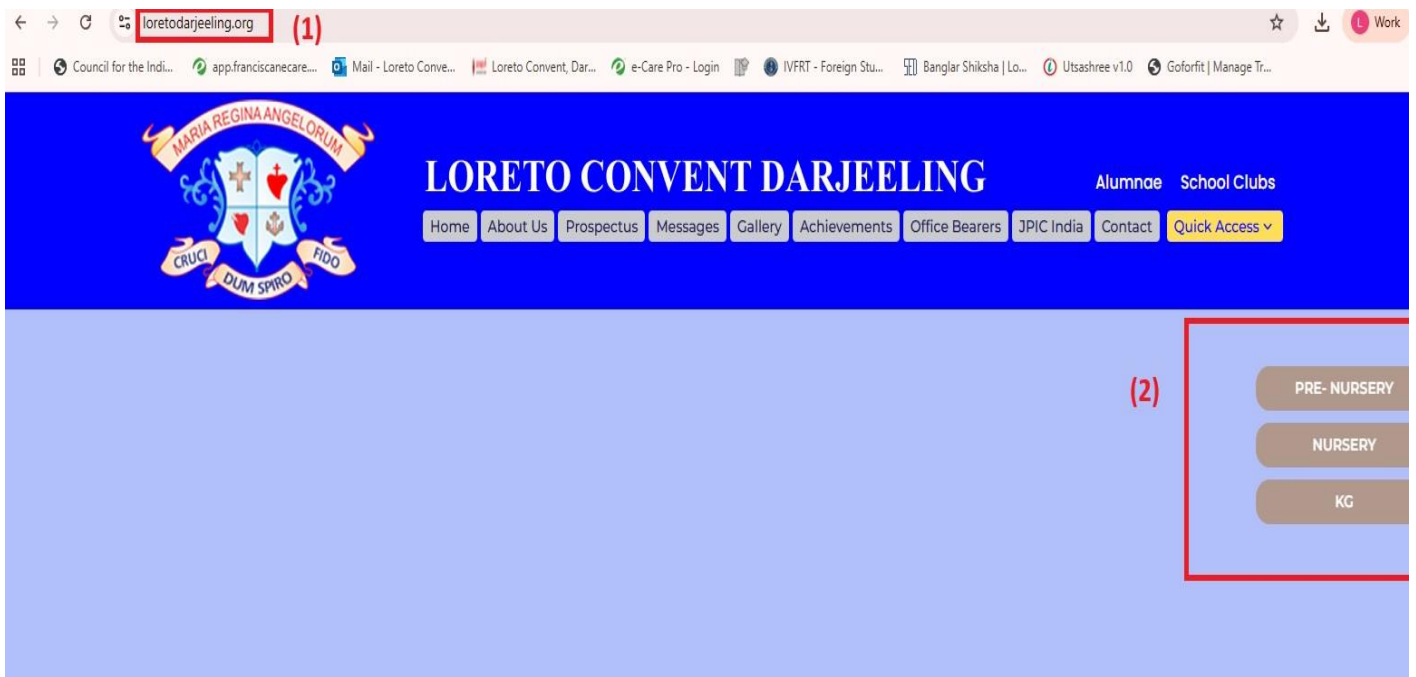 loretodarjeeling.org (1) L Work
Council for the Indi... app.franciscanecare.... Mail - Loreto Conve... Loreto Convent, Dar... e-Care Pro - Login IVFRT - Foreign Stu... Banglar Shiksha | Lo... Utsashree v1.0 Goforfit | Manage Tr...
MARIA REGINA ANGELORUM
CRUCI DUM SPIRO FIDO
LORETO CONVENT DARJEELING
Alumnae School Clubs
Home About Us Prospectus Messages Gallery Achievements Office Bearers JPIC India Contact Quick Access
(2)
PRE- NURSERY
NURSERY
KG